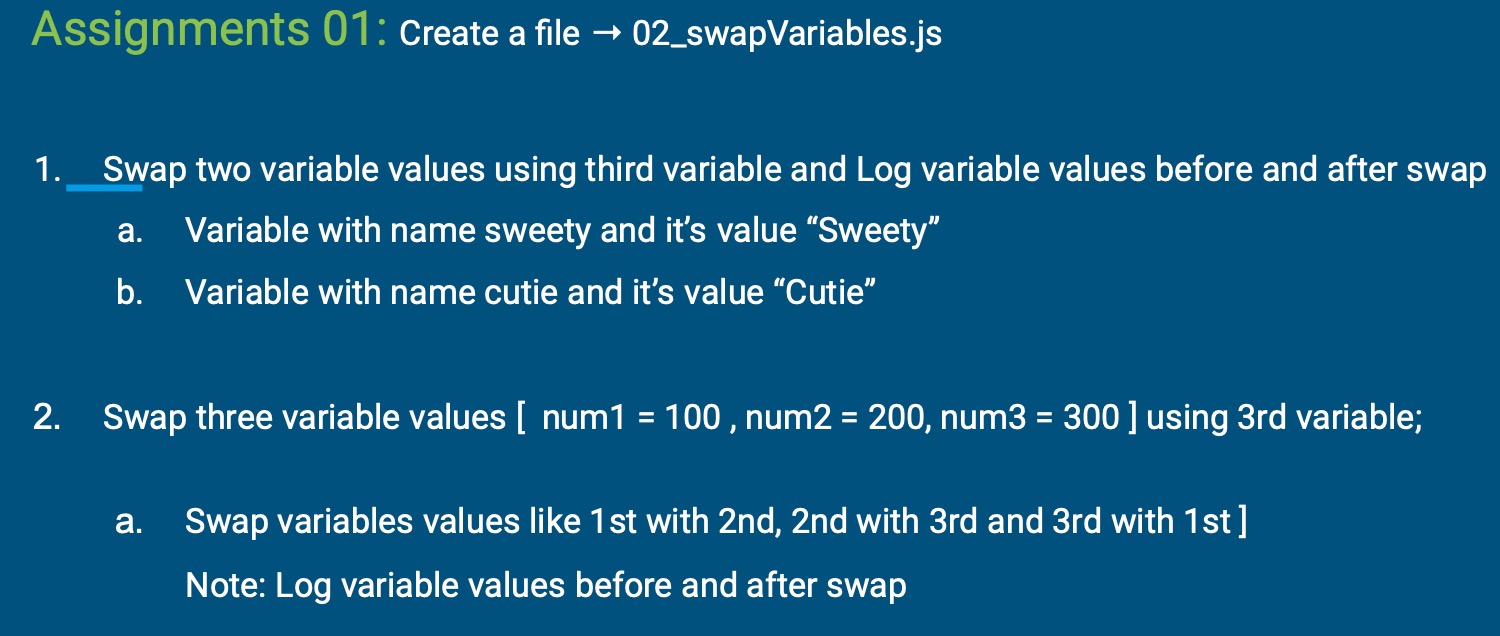 Assignments 01: Create a file → 02_swapVariables.js
1. Swap two variable values using third variable and Log variable values before and after swap
a. Variable with name sweety and it’s value “Sweety”
b. Variable with name cutie and it’s value “Cutie”
2. Swap three variable values [ num1 = 100 , num2 = 200, num3 = 300 ] using 3rd variable;
a. Swap variables values like 1st with 2nd, 2nd with 3rd and 3rd with 1st ]
Note: Log variable values before and after swap